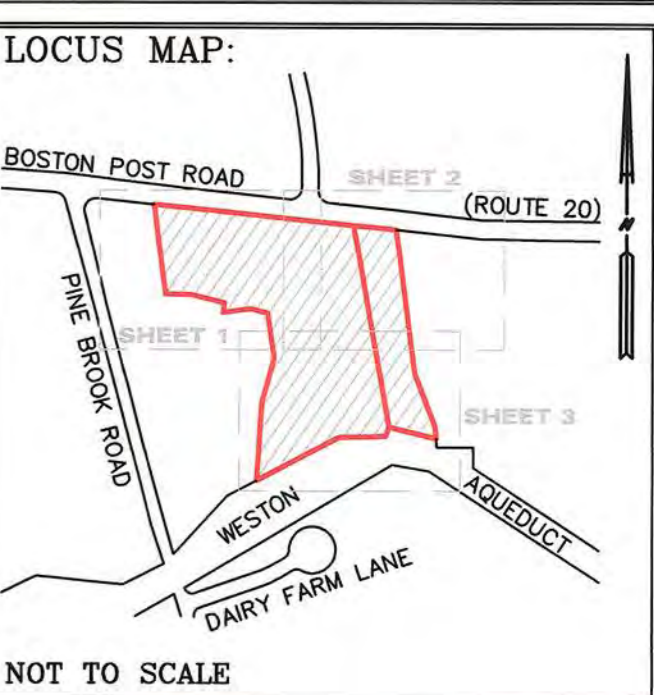 LOCUS MAP:
BOSTON POST ROAD
SHEET 2
(ROUTE 20)
N
PINE BROOK ROAD
SHEET 1
SHEET 3
WESTON
AQUEDUCT
DAIRY FARM LANE
NOT TO SCALE